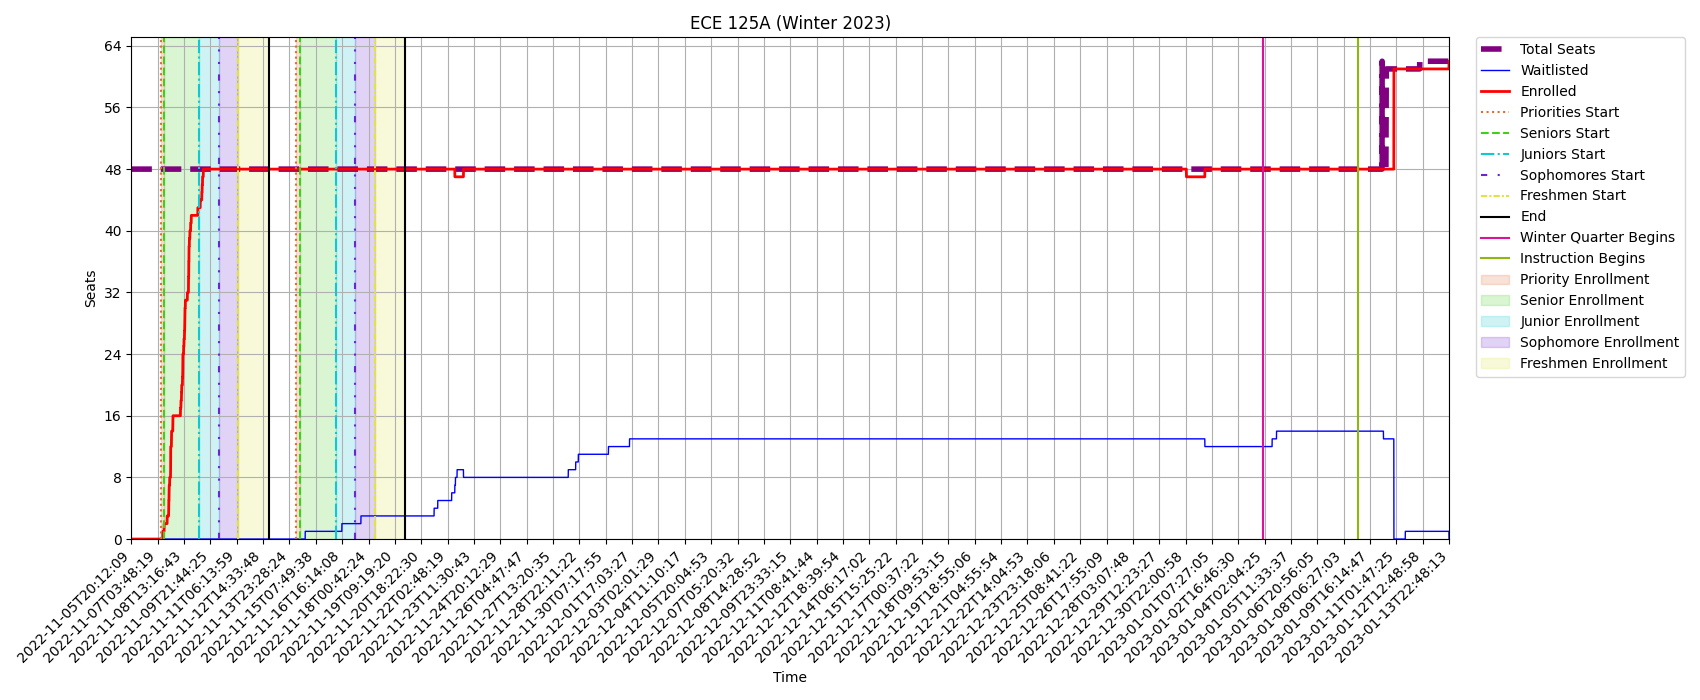 ECE 125A (Winter 2023)
Seats
64
56
48
40
32
24
16
8
0
2022-11-05T20:12:09
2022-11-07T03:48:19
2022-11-08T13:16:43
2022-11-09T21:44:25
2022-11-11T06:13:59
2022-11-12T14:33:48
2022-11-13T23:28:24
2022-11-15T07:49:38
2022-11-16T16:14:08
2022-11-18T00:42:24
2022-11-19T09:19:20
2022-11-20T18:22:30
2022-11-22T02:48:19
2022-11-23T11:30:43
2022-11-24T20:12:29
2022-11-26T04:47:47
2022-11-27T13:20:35
2022-11-28T22:11:22
2022-11-30T07:17:55
2022-12-01T17:03:27
2022-12-03T02:01:29
2022-12-04T11:10:17
2022-12-05T20:04:53
2022-12-07T05:20:32
2022-12-08T14:28:52
2022-12-09T23:33:15
2022-12-11T08:41:44
2022-12-12T18:39:54
2022-12-14T06:17:02
2022-12-15T15:25:22
2022-12-17T00:37:22
2022-12-18T09:53:15
2022-12-19T18:55:06
2022-12-21T04:55:54
2022-12-22T14:04:53
2022-12-23T23:18:06
2022-12-25T08:41:22
2022-12-26T17:55:09
2022-12-28T03:07:48
2022-12-29T12:23:27
2022-12-30T22:00:58
2023-01-01T07:27:05
2023-01-02T16:46:30
2023-01-04T02:04:25
2023-01-05T11:33:37
2023-01-06T20:56:05
2023-01-08T06:27:03
2023-01-09T16:14:47
2023-01-11T01:47:25
2023-01-12T12:48:58
2023-01-13T22:48:13
Time
Total Seats
Waitlisted
Enrolled
Priorities Start
Seniors Start
Juniors Start
Sophomores Start
Freshmen Start
End
Winter Quarter Begins
Instruction Begins
Priority Enrollment
Senior Enrollment
Junior Enrollment
Sophomore Enrollment
Freshmen Enrollment